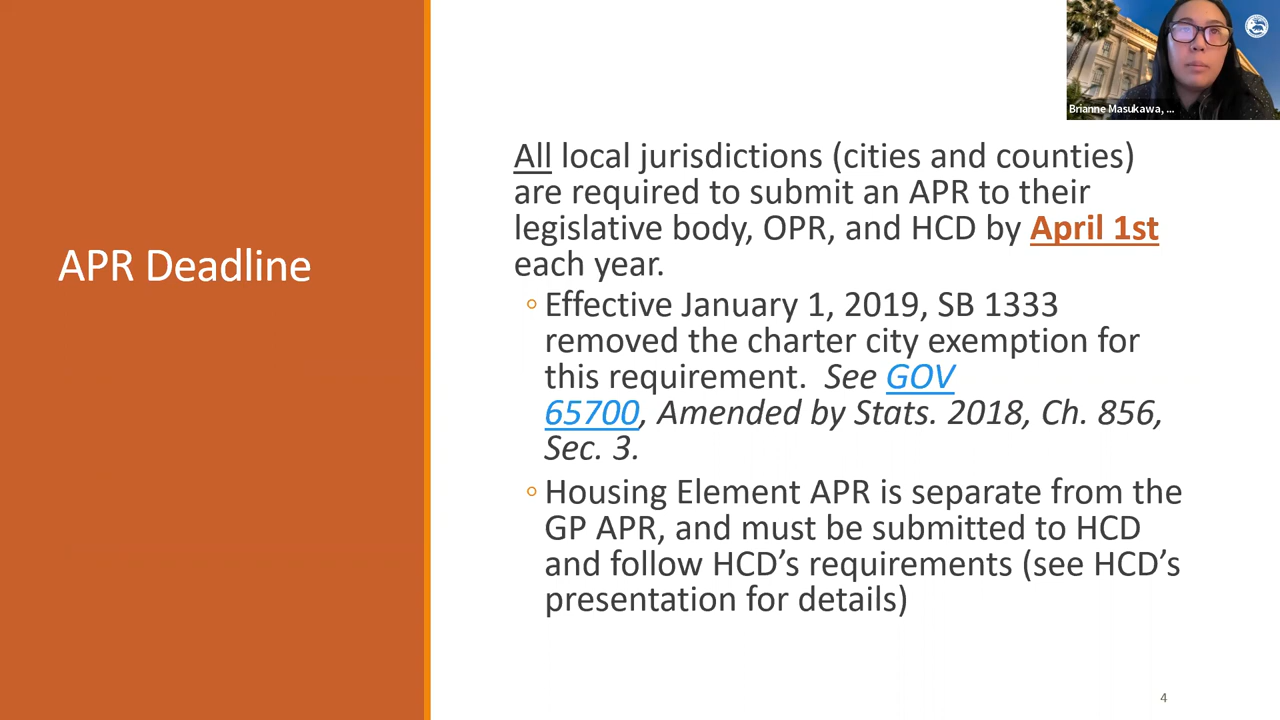 Brianne Masukawa, ...
APR Deadline
All local jurisdictions (cities and counties)
are required to submit an APR to their
legislative body, OPR, and HCD by April 1st
each year.
◦ Effective January 1, 2019, SB 1333
removed the charter city exemption for
this requirement.  See GOV
65700, Amended by Stats. 2018, Ch. 856,
Sec. 3.
◦ Housing Element APR is separate from the
GP APR, and must be submitted to HCD
and follow HCD’s requirements (see HCD’s
presentation for details)
4